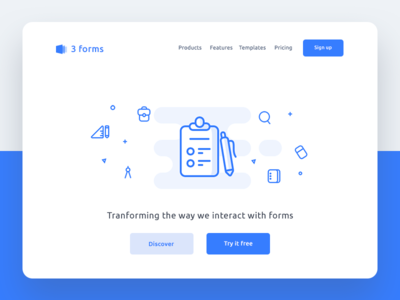 3 forms
Products Features Templates Pricing Sign up
Tranforming the way we interact with forms
Discover Try it free